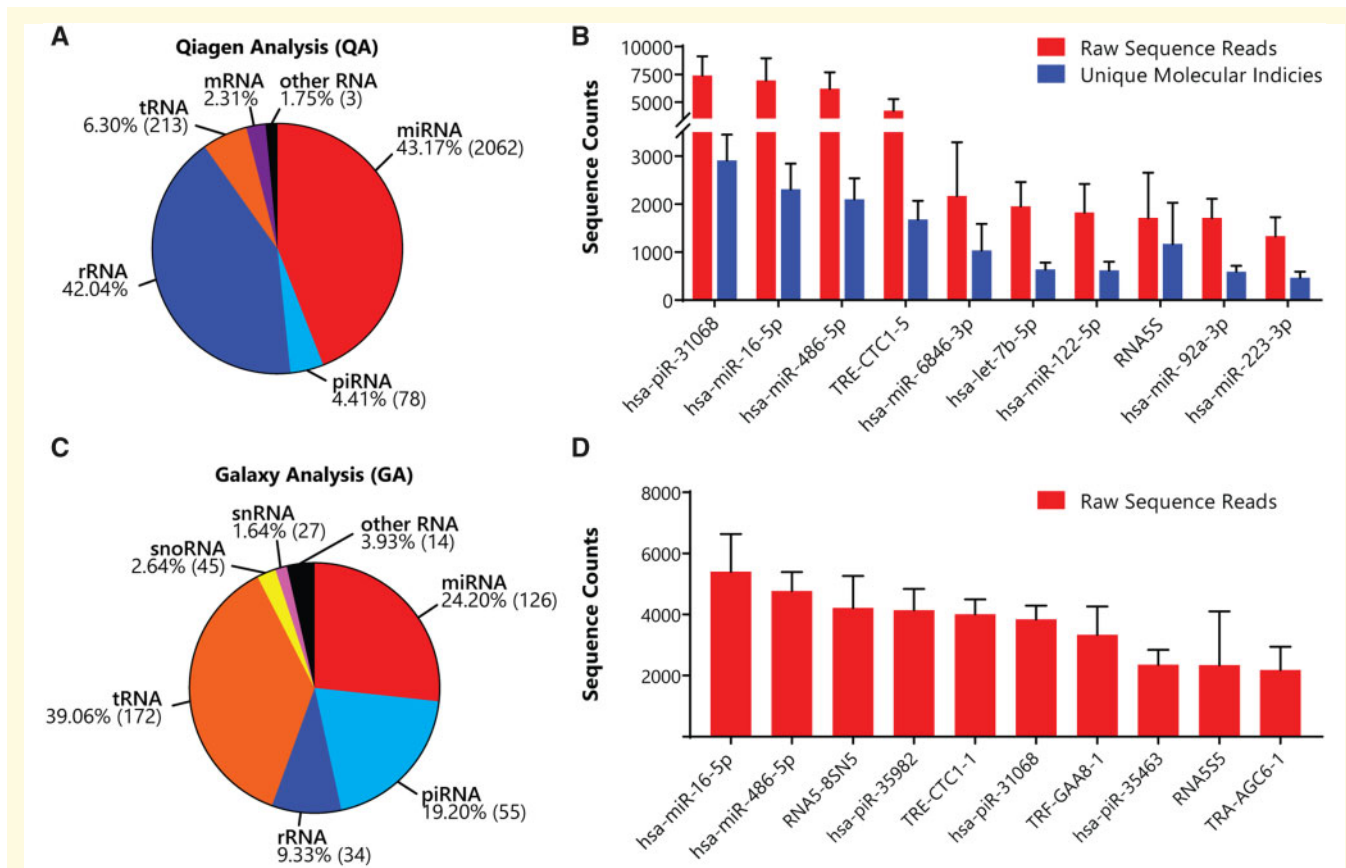 A
Qiagen Analysis (QA)
mRNA
2.31%
other RNA
1.75% (3)
tRNA
6.30% (213)
miRNA
43.17% (2062)
rRNA
42.04%
piRNA
4.41% (78)
B
Raw Sequence Reads
Unique Molecular Indicies
Sequence Counts
10000
7500
5000
3000
2000
1000
0
hsa-piR-31068
hsa-miR-16-5p
hsa-miR-486-5p
TRE-CTC1-5
hsa-miR-6846-3p
hsa-let-7b-5p
hsa-miR-122-5p
RNA5S
hsa-miR-92a-3p
hsa-miR-223-3p
C
Galaxy Analysis (GA)
snRNA
1.64% (27)
other RNA
3.93% (14)
snoRNA
2.64% (45)
miRNA
24.20% (126)
tRNA
39.06% (172)
piRNA
19.20% (55)
rRNA
9.33% (34)
D
Raw Sequence Reads
Sequence Counts
8000
6000
4000
2000
hsa-miR-16-5p
hsa-miR-486-5p
RNA5-8SN5
hsa-piR-35982
TRE-CTC1-1
hsa-piR-31068
TRF-GAA8-1
hsa-piR-35463
RNA5S5
TRA-AGC6-1